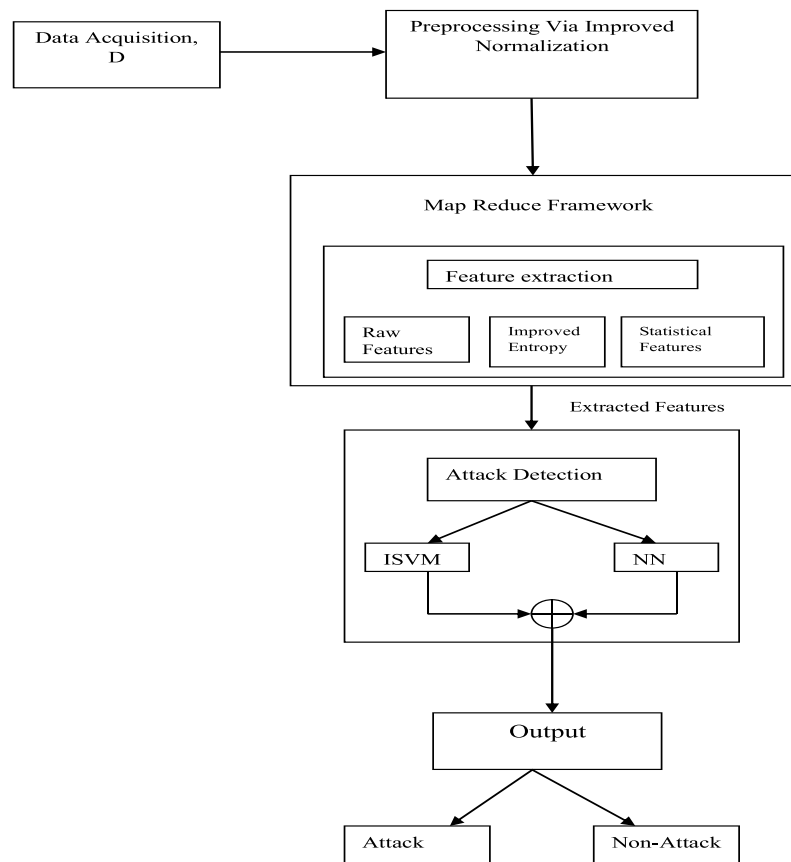 Data Acquisition,
D
Preprocessing Via Improved
Normalization
Map Reduce Framework
Feature extraction
Raw
Features
Improved
Entropy
Statistical
Features
Extracted Features
Attack Detection
ISVM
NN
Output
Attack
Non-Attack